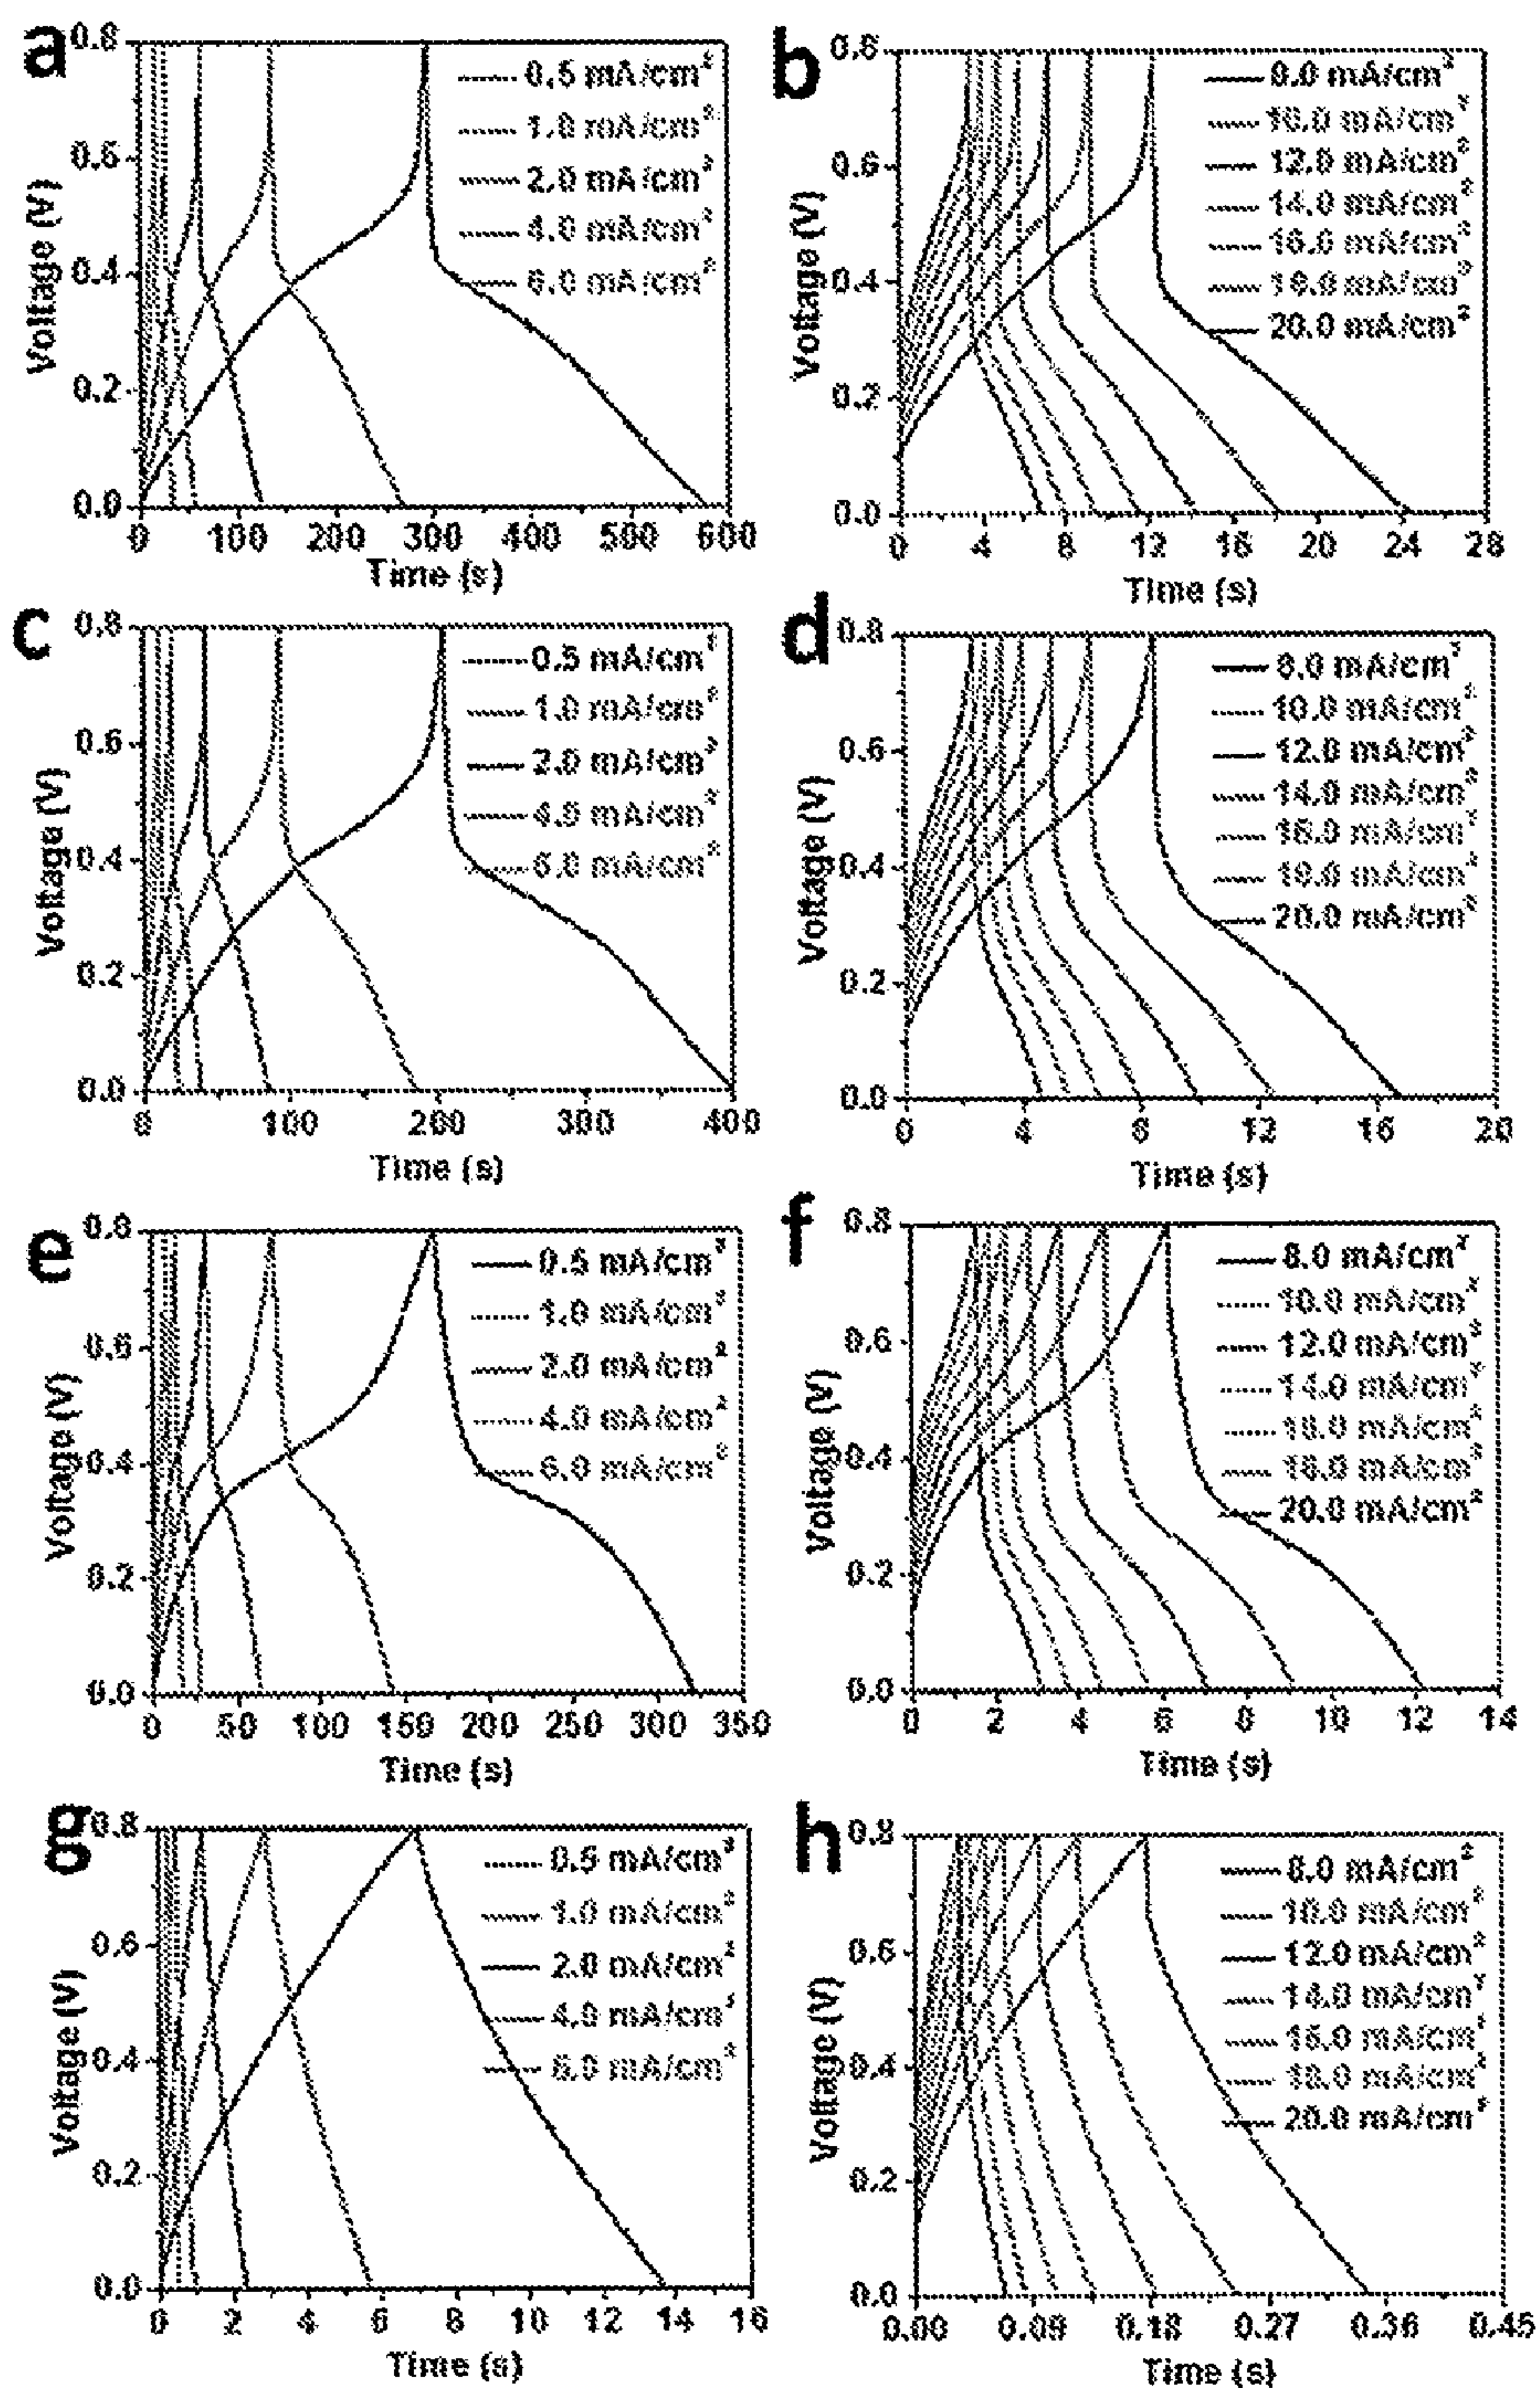 a
0.8
0.6
0.4
0.2
0.0
Voltage (V)
0.5 mA/cm²
1.0 mA/cm²
2.0 mA/cm²
4.0 mA/cm²
6.0 mA/cm²
0 100 200 300 400 500 600
Time (s)
b
0.8
0.6
0.4
0.2
0.0
Voltage (V)
8.0 mA/cm²
10.0 mA/cm²
12.0 mA/cm²
14.0 mA/cm²
16.0 mA/cm²
18.0 mA/cm²
20.0 mA/cm²
0 4 8 12 16 20 24 28
Time (s)
c
0.8
0.6
0.4
0.2
0.0
Voltage (V)
0.5 mA/cm²
1.0 mA/cm²
2.0 mA/cm²
4.0 mA/cm²
6.0 mA/cm²
0 100 200 300 400
Time (s)
d
0.8
0.6
0.4
0.2
0.0
Voltage (V)
8.0 mA/cm²
10.0 mA/cm²
12.0 mA/cm²
14.0 mA/cm²
16.0 mA/cm²
18.0 mA/cm²
20.0 mA/cm²
0 4 8 12 16 20
Time (s)
e
0.8
0.6
0.4
0.2
0.0
Voltage (V)
0.5 mA/cm²
1.0 mA/cm²
2.0 mA/cm²
4.0 mA/cm²
6.0 mA/cm²
0 50 100 150 200 250 300 350
Time (s)
f
0.8
0.6
0.4
0.2
0.0
Voltage (V)
8.0 mA/cm²
10.0 mA/cm²
12.0 mA/cm²
14.0 mA/cm²
16.0 mA/cm²
18.0 mA/cm²
20.0 mA/cm²
0 2 4 6 8 10 12 14
Time (s)
g
0.8
0.6
0.4
0.2
0.0
Voltage (V)
0.5 mA/cm²
1.0 mA/cm²
2.0 mA/cm²
4.0 mA/cm²
6.0 mA/cm²
0 2 4 6 8 10 12 14 16
Time (s)
h
0.8
0.6
0.4
0.2
0.0
Voltage (V)
8.0 mA/cm²
10.0 mA/cm²
12.0 mA/cm²
14.0 mA/cm²
16.0 mA/cm²
18.0 mA/cm²
20.0 mA/cm²
0.00 0.09 0.18 0.27 0.36 0.45
Time (s)